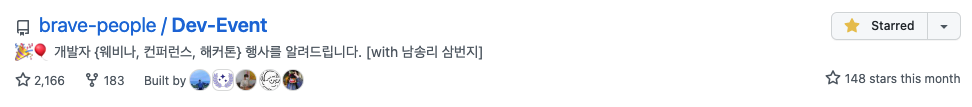 brave-people / Dev-Event
Starred
🎉🎈 개발자 {웨비나, 컨퍼런스, 해커톤} 행사를 알려드립니다. [with 남송리 삼번지]
2,166 183 Built by
148 stars this month